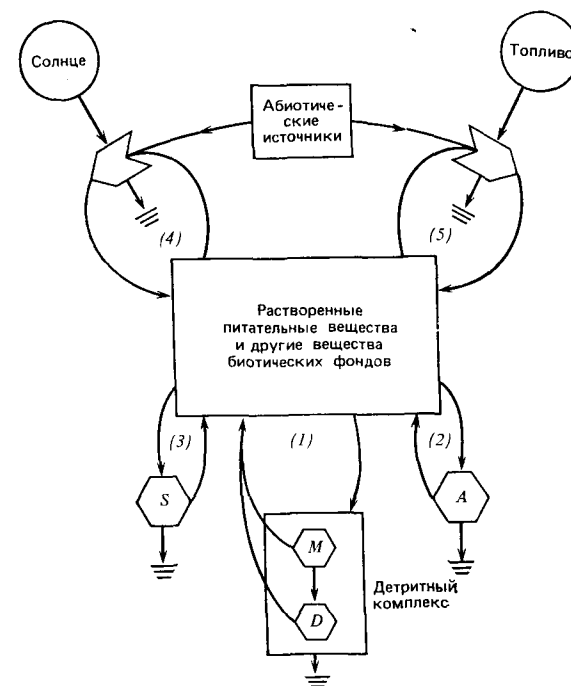 Солнце
Топливо
Абиотиче-
ские
источники
(4)
(5)
Растворенные
питательные вещества
и другие вещества
биотических фондов
(3)
(1)
(2)
S
A
M
D
Детритный
комплекс